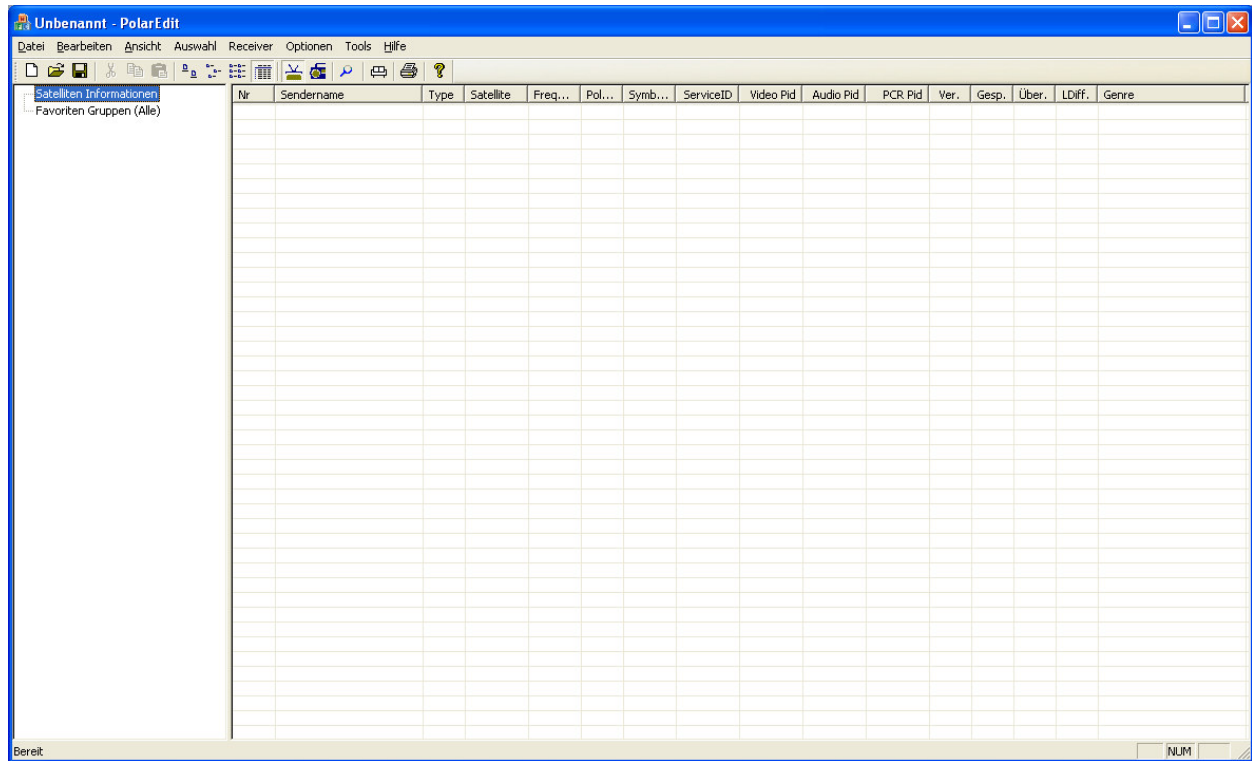 Unbenannt - PolarEdit
Datei Bearbeiten Ansicht Auswahl Receiver Optionen Tools Hilfe
Satelliten Informationen
Favoriten Gruppen (Alle)
Nr Sendername Type Satellite Freq... Pol... Symb... ServiceID Video Pid Audio Pid PCR Pid Ver. Gesp. Über. LDiff. Genre
Bereit NUM